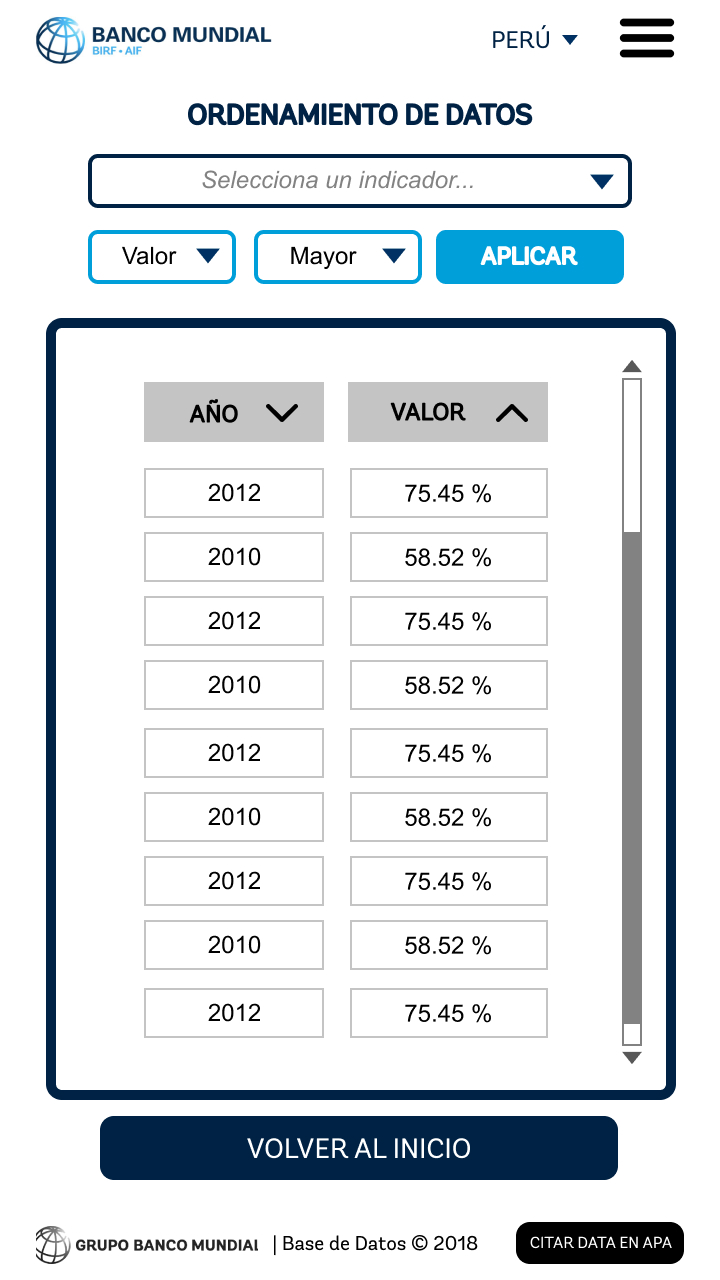 BANCO MUNDIAL
BIRF • AIF
PERÚ
ORDENAMIENTO DE DATOS
Selecciona un indicador...
Valor Mayor APLICAR
AÑO VALOR
2012 75.45 %
2010 58.52 %
2012 75.45 %
2010 58.52 %
2012 75.45 %
2010 58.52 %
2012 75.45 %
2010 58.52 %
2012 75.45 %
VOLVER AL INICIO
GRUPO BANCO MUNDIAL | Base de Datos © 2018 CITAR DATA EN APA